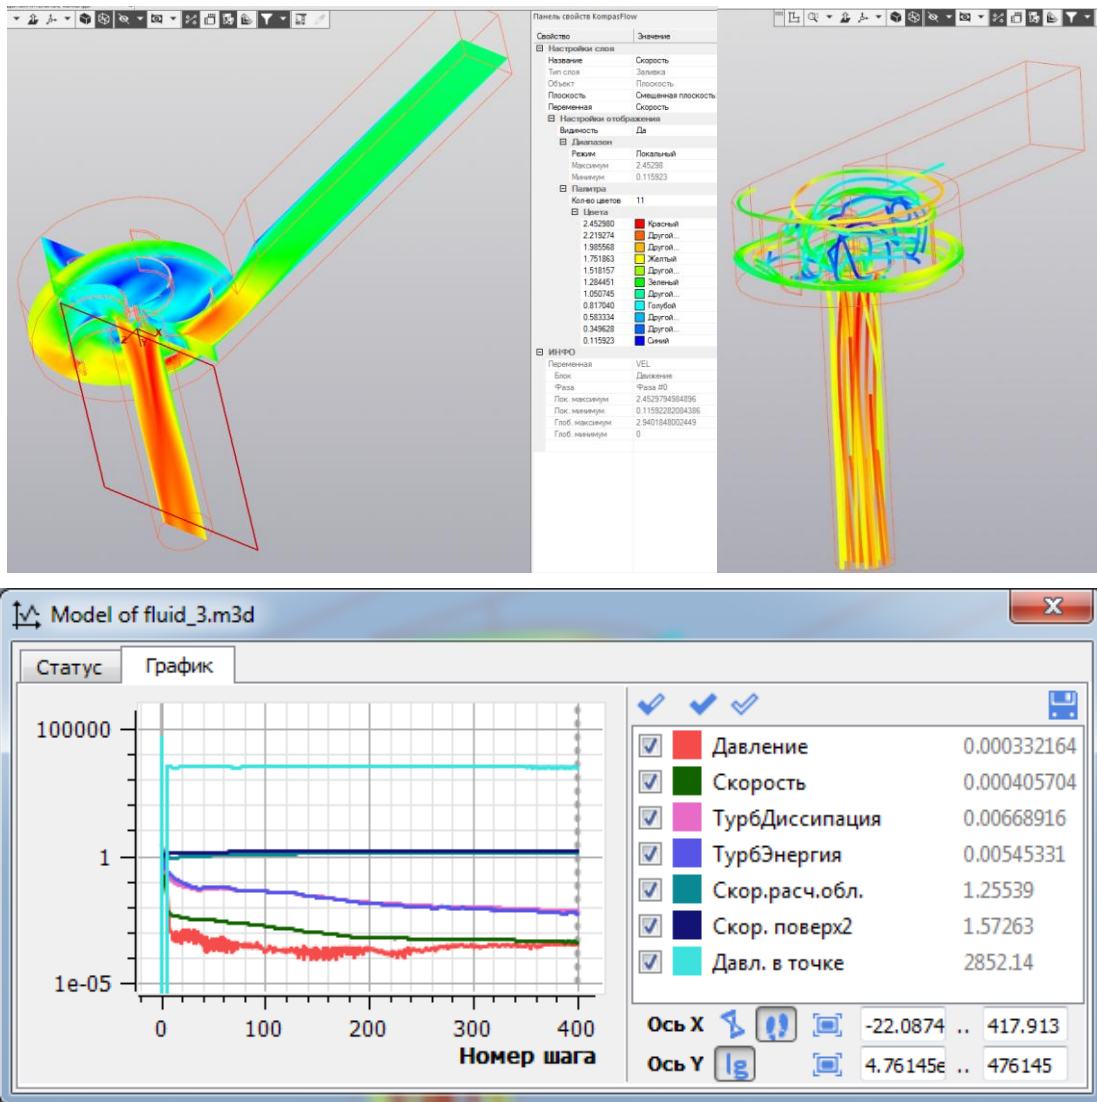 Панель свойств KompasFlow
Свойство Значение
Настройки слоя
Название Скорость
Тип слоя Заливка
Объект Плоскость
Плоскость Смещенная плоскость:
Переменная Скорость
Настройки отображения
Видимость Да
Диапазон
Режим Локальный
Максимум 2.45298
Минимум 0.115923
Палитра
Кол-во цветов 11
Цвета
2.452980 Красный
2.219274 Другой...
1.985568 Другой...
1.751863 Желтый
1.518157 Другой...
1.284451 Зеленый
1.050745 Другой...
0.817040 Голубой
0.583334 Другой...
0.349628 Другой...
0.115923 Синий
ИНФО
Переменная VEL
Блок Движение
Фаза Фаза #0
Лок. максимум 2.4529794984896
Лок. минимум 0.11592282084386
Глоб. максимум 2.9401848002449
Глоб. минимум 0
X
Model of fluid_3.m3d
Статус График
100000
1
1e-05
0 100 200 300 400
Номер шага
Давление 0.000332164
Скорость 0.000405704
ТурбДиссипация 0.00668916
ТурбЭнергия 0.00545331
Скор.расч.обл. 1.25539
Скор. поверх2 1.57263
Давл. в точке 2852.14
Ось X -22.0874 .. 417.913
Ось Y lg 4.76145e .. 476145